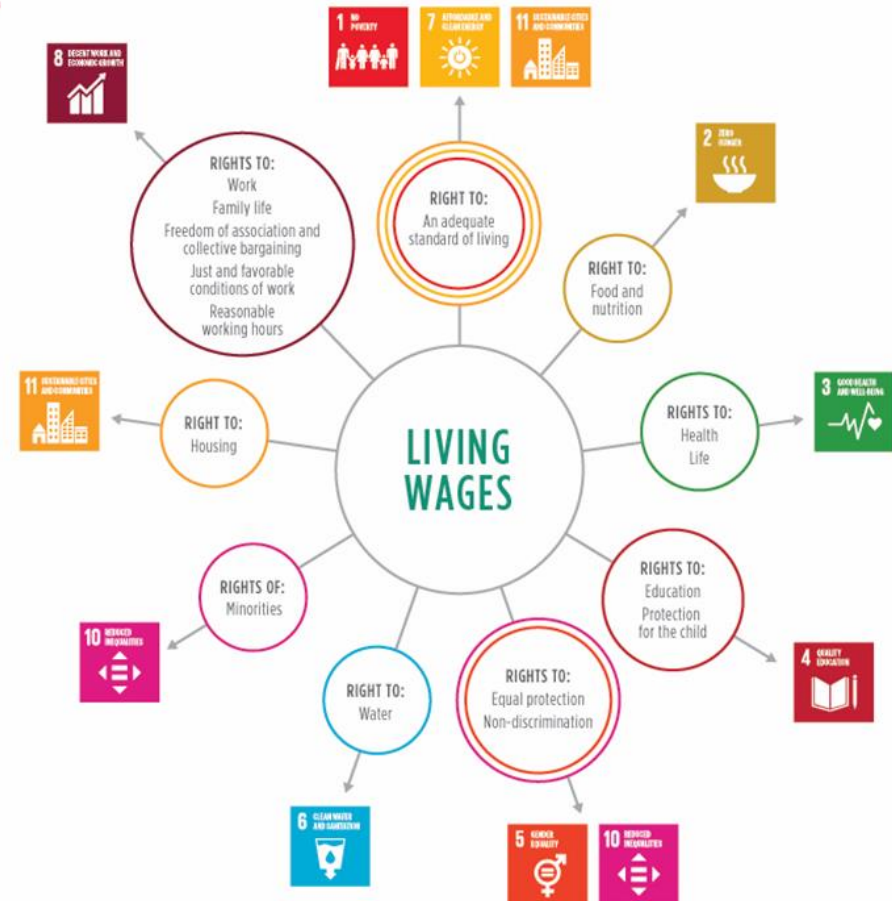 1 NO
POVERTY
7 AFFORDABLE AND
CLEAN ENERGY
11 SUSTAINABLE CITIES
AND COMMUNITIES
8 DECENT WORK AND
ECONOMIC GROWTH
2 ZERO
HUNGER
RIGHTS TO:
Work
Family life
Freedom of association and
collective bargaining
Just and favorable
conditions of work
Reasonable
working hours
RIGHT TO:
An adequate
standard of living
RIGHT TO:
Food and
nutrition
11 SUSTAINABLE CITIES
AND COMMUNITIES
RIGHT TO:
Housing
LIVING
WAGES
RIGHTS TO:
Health
Life
3 GOOD HEALTH
AND WELL-BEING
RIGHTS OF:
Minorities
10 REDUCED
INEQUALITIES
RIGHT TO:
Water
6 CLEAN WATER
AND SANITATION
RIGHTS TO:
Equal protection
Non-discrimination
5 GENDER
EQUALITY
10 REDUCED
INEQUALITIES
RIGHTS TO:
Education
Protection
for the child
4 QUALITY
EDUCATION